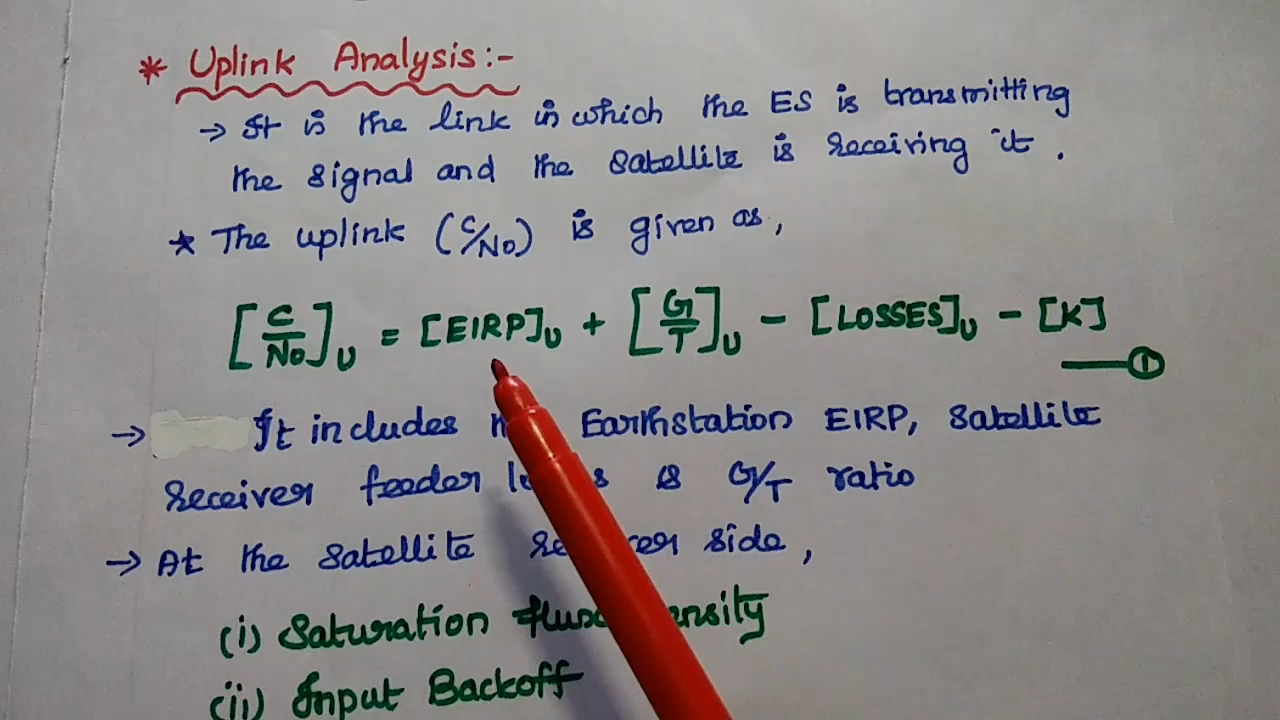 * Uplink Analysis:-
→ It is the link in which the ES is transmitting
the signal and the satellite is receiving it.
* The uplink (C/No) is given as,
[C/No]U = [EIRP]U + [G/T]U - [LOSSES]U - [K]
①
→ It includes Earthstation EIRP, satellite
receiver feeder is G/T ratio
→ At the satellite side,
(i) Saturation
(ii) Input Backoff